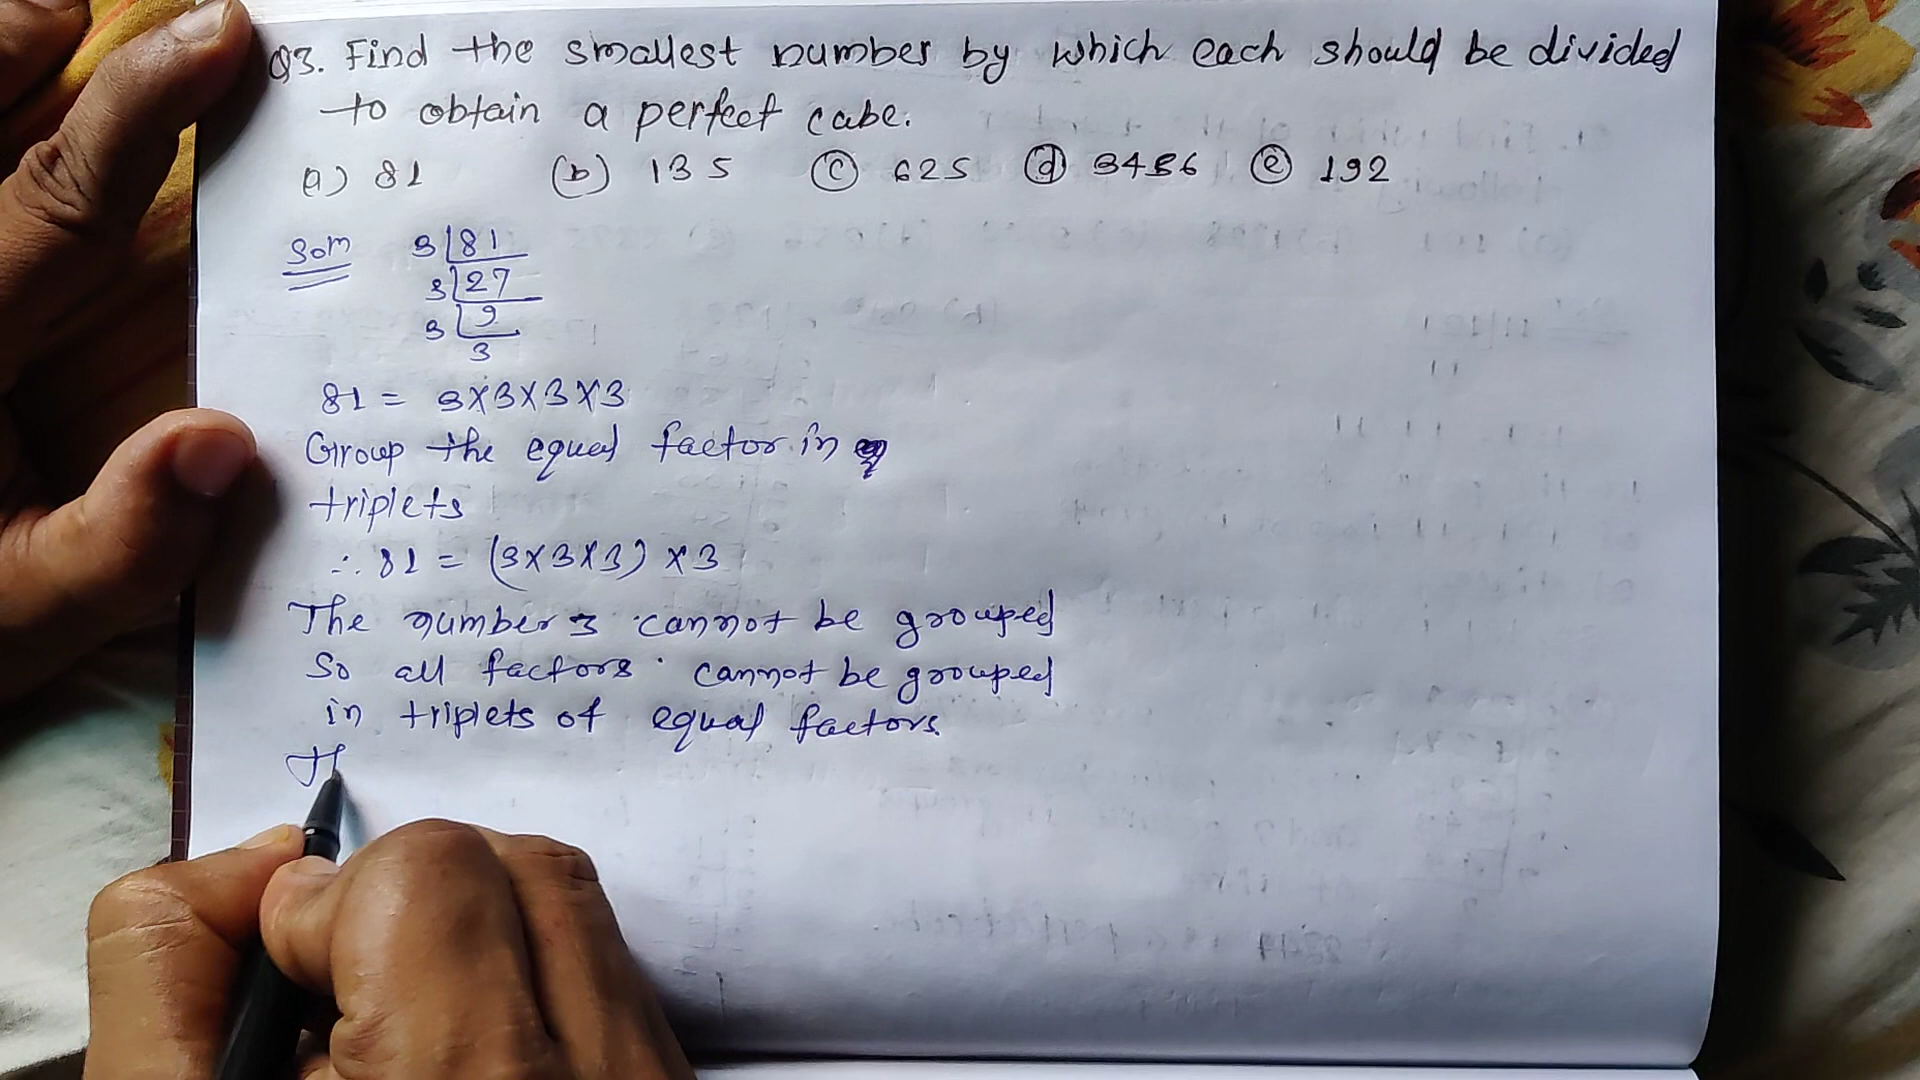 Q3. Find the smallest number by which each should be divided
to obtain a perfect cube.
(a) 81 (b) 135 (c) 625 (d) 3456 (e) 192
Soln 3 81
3 27
3 9
3
81 = 3×3×3×3
Group the equal factor in
triplets
∴ 81 = (3×3×3) ×3
The number 3 cannot be grouped
So all factors cannot be grouped
in triplets of equal factors.